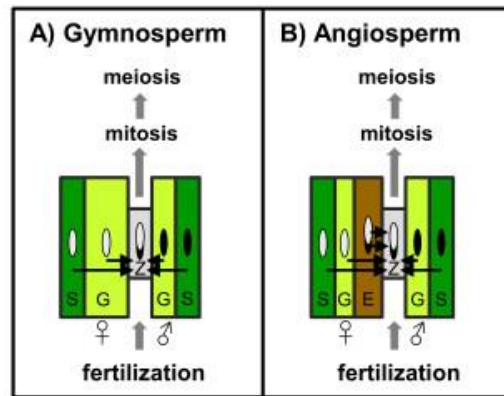 A) Gymnosperm
meiosis
mitosis
Z
S G G S
♀ ♂
fertilization
B) Angiosperm
meiosis
mitosis
Z
S G E G S
♀ ♂
fertilization